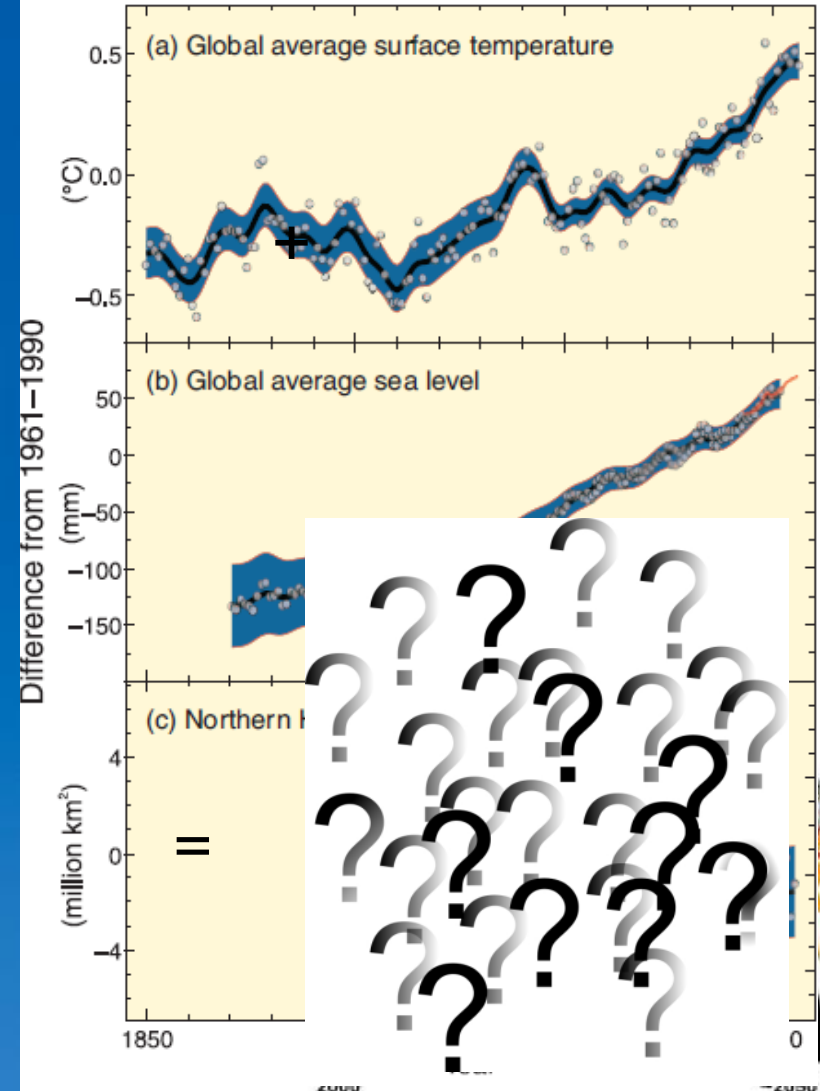 (a) Global average surface temperature
0.5
0.0
−0.5
(°C)
Difference from 1961–1990
+
(b) Global average sea level
50
0
−50
−100
−150
(mm)
(c) Northern
4
0
−4
(million km²)
=
? ? ? ? ? ? ? ? ? ? ? ? ? ? ? ? ? ? ? ? ? ? ? ? ? ? ? ?
1850
0